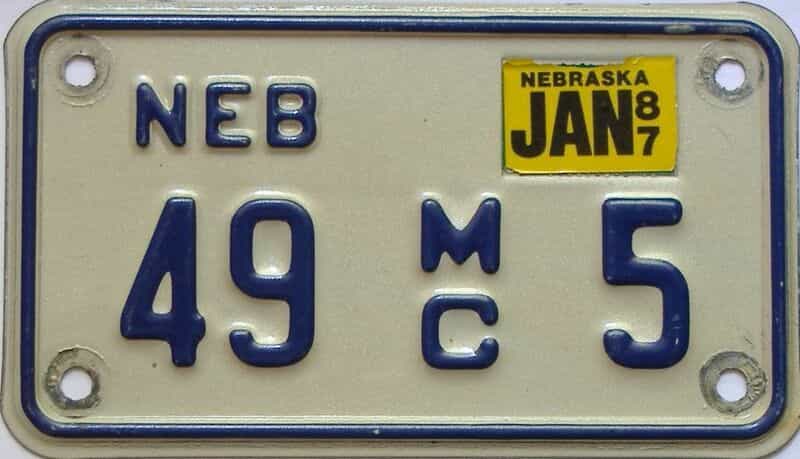 NEB
NEBRASKA
JAN 87
49 MC 5